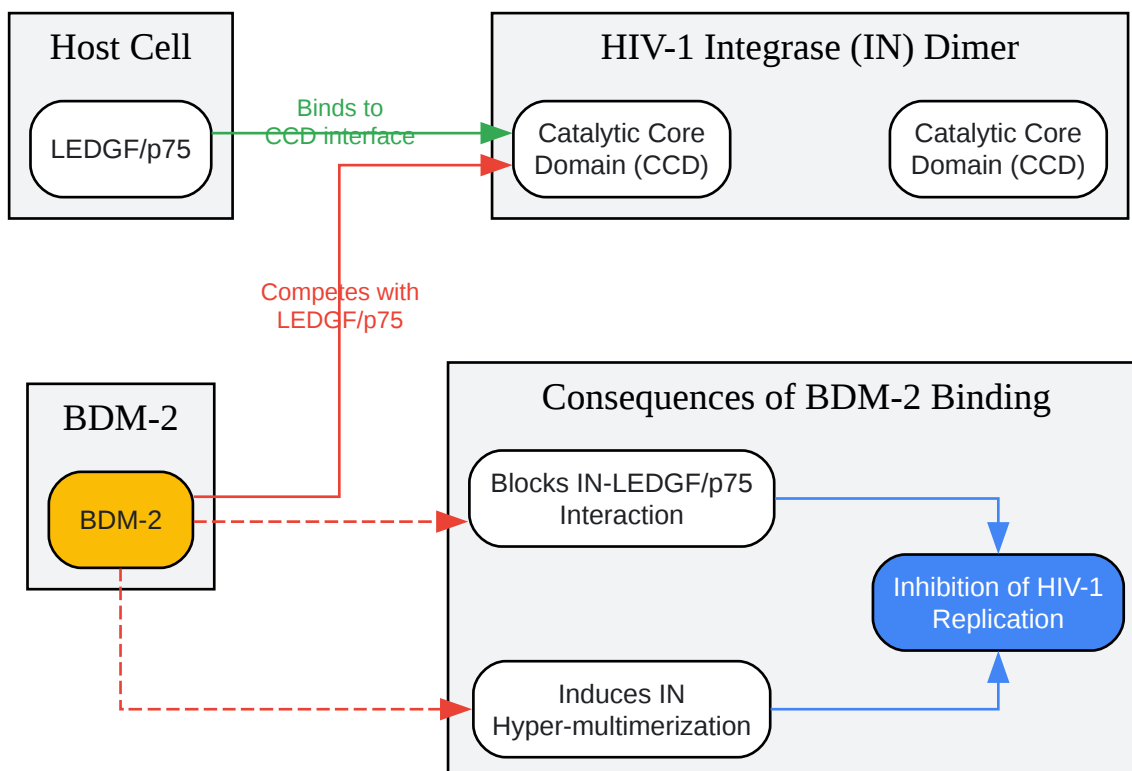 Host Cell
LEDGF/p75
Binds to
CCD interface
HIV-1 Integrase (IN) Dimer
Catalytic Core
Domain (CCD)
Catalytic Core
Domain (CCD)
Competes with
LEDGF/p75
BDM-2
BDM-2
Consequences of BDM-2 Binding
Blocks IN-LEDGF/p75
Interaction
Inhibition of HIV-1
Replication
Induces IN
Hyper-multimerization